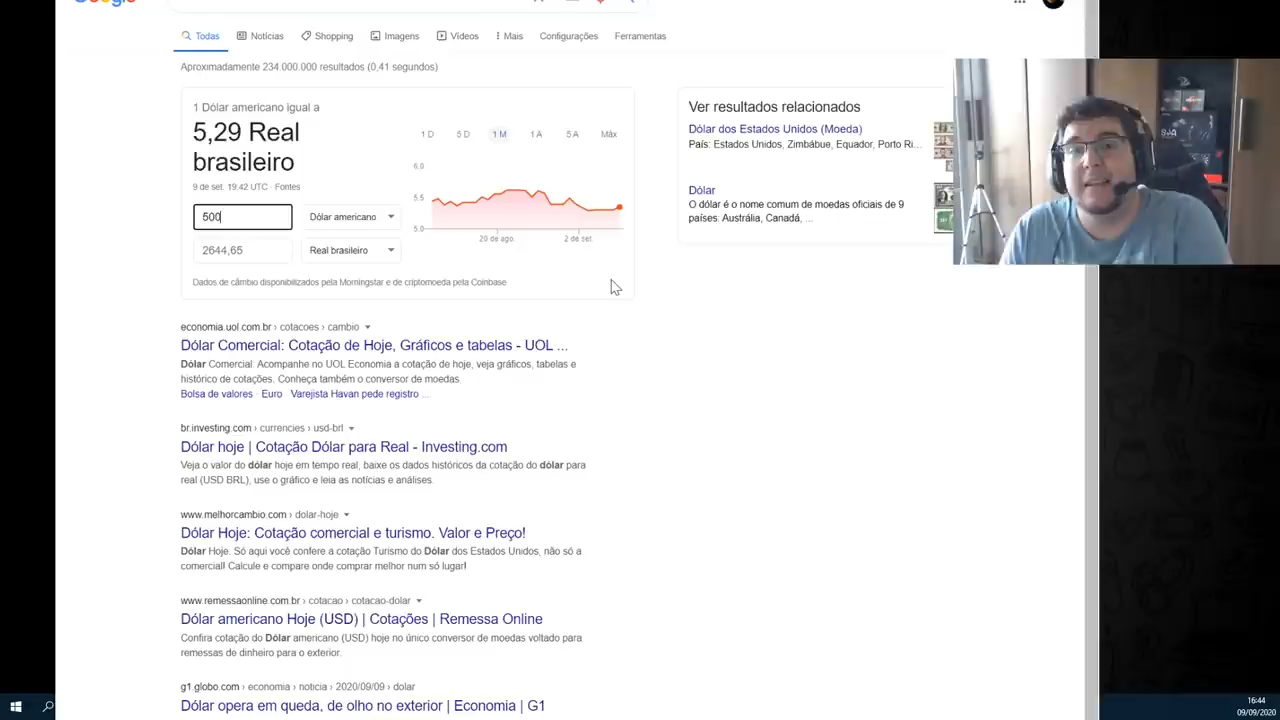 Google
Todas
Notícias
Shopping
Imagens
Vídeos
Mais
Configurações
Ferramentas
Aproximadamente 234.000.000 resultados (0,41 segundos)
1 Dólar americano igual a
5,29 Real
brasileiro
9 de set. 19:42 UTC · Fontes
500
Dólar americano
2644,65
Real brasileiro
1 D
5 D
1 M
1 A
5 A
Máx
6.0
5.5
5.0
20 de ago.
2 de set.
Dados de câmbio disponibilizados pela Morningstar e de criptomoeda pela Coinbase
Ver resultados relacionados
Dólar dos Estados Unidos (Moeda)
País: Estados Unidos, Zimbábue, Equador, Porto Ri...
Dólar
O dólar é o nome comum de moedas oficiais de 9
países: Austrália, Canadá, ...
economia.uol.com.br › cotacoes › cambio
Dólar Comercial: Cotação de Hoje, Gráficos e tabelas - UOL ...
Dólar Comercial: Acompanhe no UOL Economia a cotação de hoje, veja gráficos, tabelas e
histórico de cotações. Conheça também o conversor de moedas.
Bolsa de valores · Euro · Varejista Havan pede registro ...
br.investing.com › currencies › usd-brl
Dólar hoje | Cotação Dólar para Real - Investing.com
Veja o valor do dólar hoje em tempo real, baixe os dados históricos da cotação do dólar para
real (USD BRL), use o gráfico e leia as notícias e análises.
www.melhorcambio.com › dolar-hoje
Dólar Hoje: Cotação comercial e turismo. Valor e Preço!
Dólar Hoje. Só aqui você confere a cotação Turismo do Dólar dos Estados Unidos, não só a
comercial! Calcule e compare onde comprar melhor num só lugar!
www.remessaonline.com.br › cotacao › cotacao-dolar
Dólar americano Hoje (USD) | Cotações | Remessa Online
Confira cotação do Dólar americano (USD) hoje no único conversor de moedas voltado para
remessas de dinheiro para o exterior.
g1.globo.com › economia › noticia › 2020/09/09 › dolar
Dólar opera em queda, de olho no exterior | Economia | G1
16:44
09/09/2020